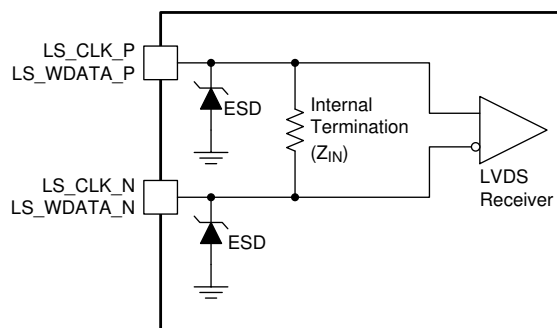 LS_CLK_P
LS_WDATA_P
ESD
Internal
Termination
(Z_IN)
LS_CLK_N
LS_WDATA_N
ESD
LVDS
Receiver